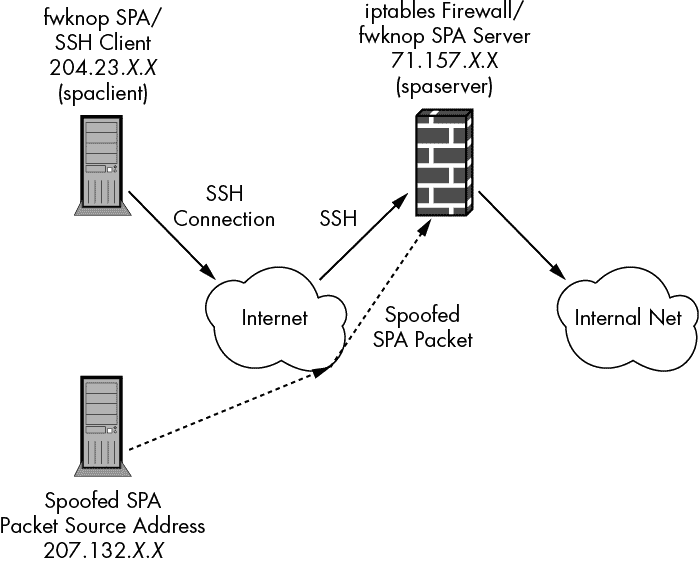 fwknop SPA/
SSH Client
204.23.X.X
(spaclient)
iptables Firewall/
fwknop SPA Server
71.157.X.X
(spaserver)
SSH
Connection
SSH
Internet
Spoofed
SPA Packet
Internal Net
Spoofed SPA
Packet Source Address
207.132.X.X